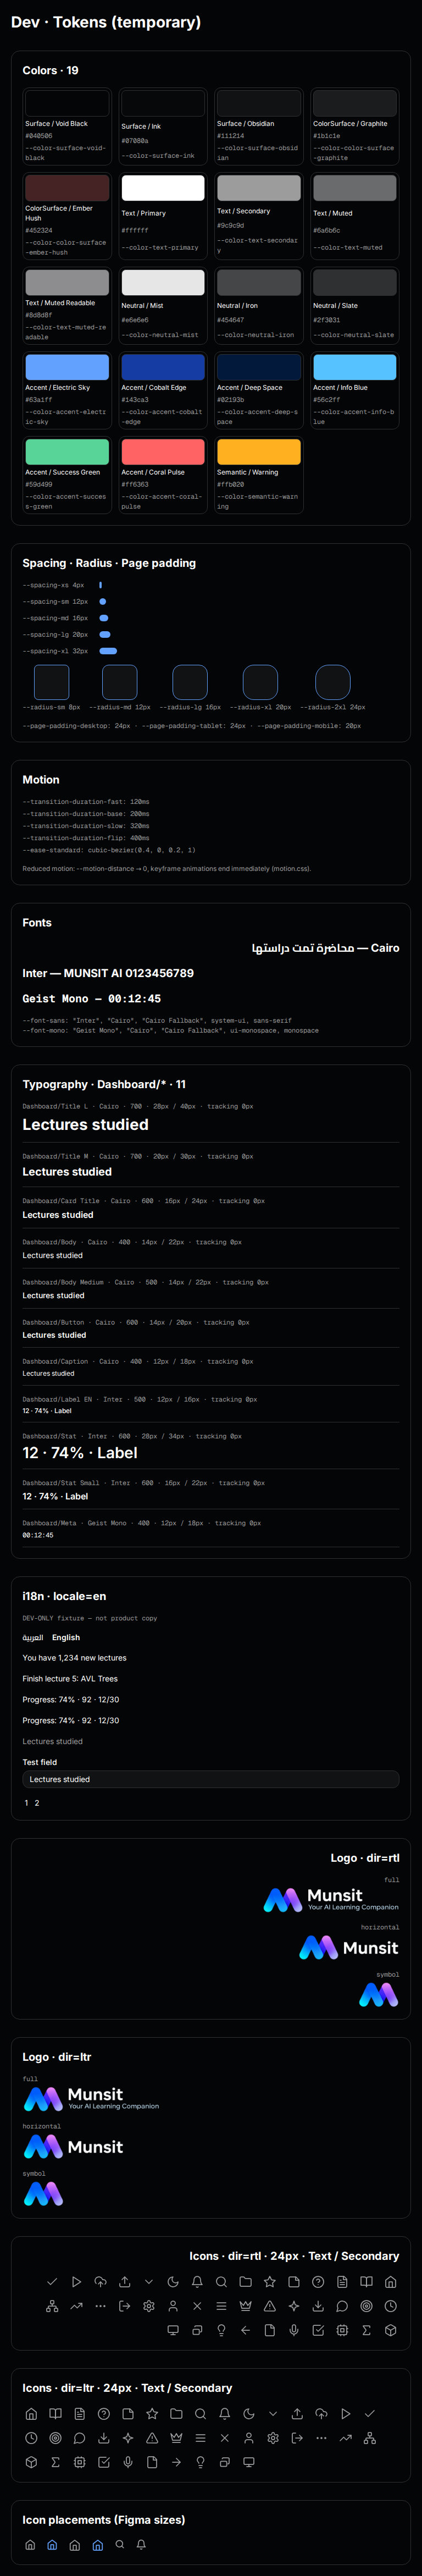 Dev · Tokens (temporary)
Colors · 19
Surface / Void Black
#040506
--color-surface-void-
black
Surface / Ink
#07080a
--color-surface-ink
Surface / Obsidian
#111214
--color-surface-obsid
ian
ColorSurface / Graphite
#1b1c1e
--color-color-surface
-graphite
ColorSurface / Ember
Hush
#452324
--color-color-surface
-ember-hush
Text / Primary
#ffffff
--color-text-primary
Text / Secondary
#9c9c9d
--color-text-secondar
y
Text / Muted
#6a6b6c
--color-text-muted
Text / Muted Readable
#8d8d8f
--color-text-muted-re
adable
Neutral / Mist
#e6e6e6
--color-neutral-mist
Neutral / Iron
#454647
--color-neutral-iron
Neutral / Slate
#2f3031
--color-neutral-slate
Accent / Electric Sky
#63a1ff
--color-accent-electr
ic-sky
Accent / Cobalt Edge
#143ca3
--color-accent-cobalt
-edge
Accent / Deep Space
#02193b
--color-accent-deep-s
pace
Accent / Info Blue
#56c2ff
--color-accent-info-b
lue
Accent / Success Green
#59d499
--color-accent-succes
s-green
Accent / Coral Pulse
#ff6363
--color-accent-coral-
pulse
Semantic / Warning
#ffb020
--color-semantic-warn
ing
Spacing · Radius · Page padding
--spacing-xs 4px
--spacing-sm 12px
--spacing-md 16px
--spacing-lg 20px
--spacing-xl 32px
--radius-sm 8px --radius-md 12px --radius-lg 16px --radius-xl 20px --radius-2xl 24px
--page-padding-desktop: 24px · --page-padding-tablet: 24px · --page-padding-mobile: 20px
Motion
--transition-duration-fast: 120ms
--transition-duration-base: 200ms
--transition-duration-slow: 320ms
--transition-duration-flip: 400ms
--ease-standard: cubic-bezier(0.4, 0, 0.2, 1)
Reduced motion: --motion-distance → 0, keyframe animations end immediately (motion.css).
Fonts
Cairo — محاضرة تمت دراستها
Inter — MUNSIT AI 0123456789
Geist Mono — 00:12:45
--font-sans: "Inter", "Cairo", "Cairo Fallback", system-ui, sans-serif
--font-mono: "Geist Mono", "Cairo", "Cairo Fallback", ui-monospace, monospace
Typography · Dashboard/* · 11
Dashboard/Title L · Cairo · 700 · 28px / 40px · tracking 0px
Lectures studied
Dashboard/Title M · Cairo · 700 · 20px / 30px · tracking 0px
Lectures studied
Dashboard/Card Title · Cairo · 600 · 16px / 24px · tracking 0px
Lectures studied
Dashboard/Body · Cairo · 400 · 14px / 22px · tracking 0px
Lectures studied
Dashboard/Body Medium · Cairo · 500 · 14px / 22px · tracking 0px
Lectures studied
Dashboard/Button · Cairo · 600 · 14px / 20px · tracking 0px
Lectures studied
Dashboard/Caption · Cairo · 400 · 12px / 18px · tracking 0px
Lectures studied
Dashboard/Label EN · Inter · 500 · 12px / 16px · tracking 0px
12 · 74% · Label
Dashboard/Stat · Inter · 600 · 28px / 34px · tracking 0px
12 · 74% · Label
Dashboard/Stat Small · Inter · 600 · 16px / 22px · tracking 0px
12 · 74% · Label
Dashboard/Meta · Geist Mono · 400 · 12px / 18px · tracking 0px
00:12:45
i18n · locale=en
DEV-ONLY fixture — not product copy
العربية English
You have 1,234 new lectures
Finish lecture 5: AVL Trees
Progress: 74% · 92 · 12/30
Progress: 74% · 92 · 12/30
Lectures studied
Test field
Lectures studied
1 2
Logo · dir=rtl
full
Munsit
Your AI Learning Companion
horizontal
Munsit
symbol
Logo · dir=ltr
full
Munsit
Your AI Learning Companion
horizontal
Munsit
symbol
Icons · dir=rtl · 24px · Text / Secondary
Icons · dir=ltr · 24px · Text / Secondary
Icon placements (Figma sizes)